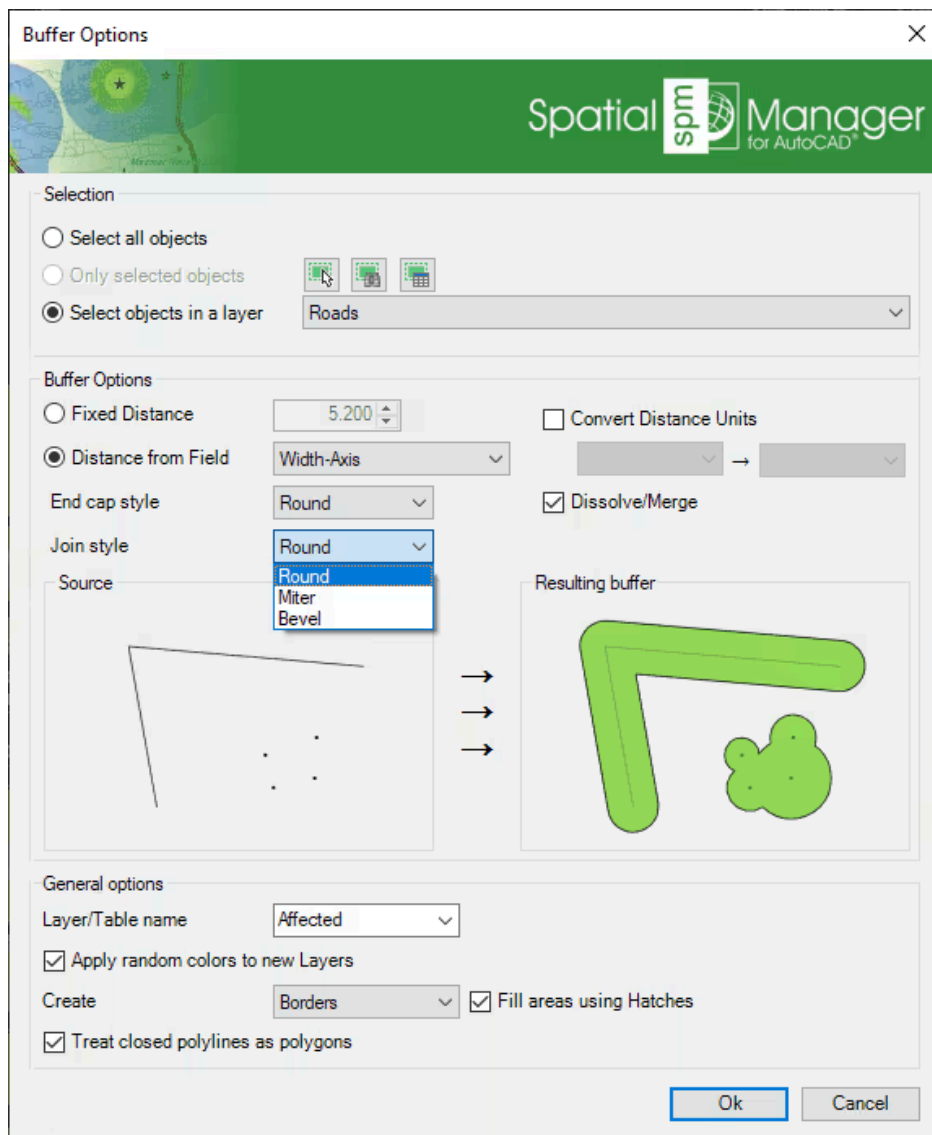 Buffer Options
Spatial spm Manager
for AutoCAD®
Selection
Select all objects
Only selected objects
Select objects in a layer
Roads
Buffer Options
Fixed Distance
5.200
Convert Distance Units
Distance from Field
Width-Axis
→
End cap style
Round
Dissolve/Merge
Join style
Round
Round
Miter
Bevel
Source
Resulting buffer
General options
Layer/Table name
Affected
Apply random colors to new Layers
Create
Borders
Fill areas using Hatches
Treat closed polylines as polygons
Ok
Cancel